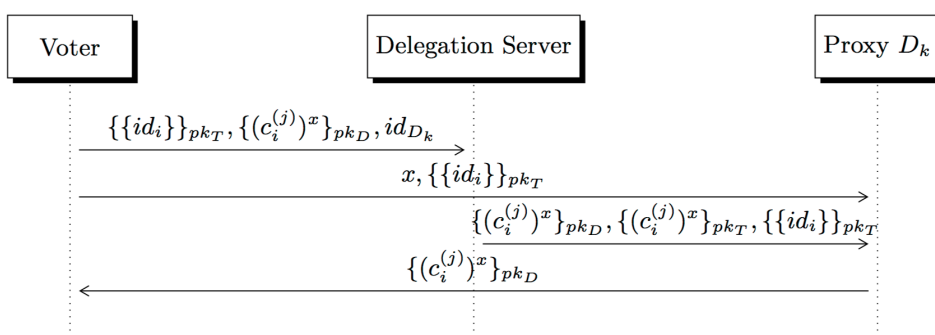 Voter
Delegation Server
Proxy $D_k$
$\{\{id_i\}\}_{pk_T}, \{(c_i^{(j)})^x\}_{pk_D}, id_{D_k}$
$x, \{\{id_i\}\}_{pk_T}$
$\{(c_i^{(j)})^x\}_{pk_D}, \{(c_i^{(j)})^x\}_{pk_T}, \{\{id_i\}\}_{pk_T}$
$\{(c_i^{(j)})^x\}_{pk_D}$